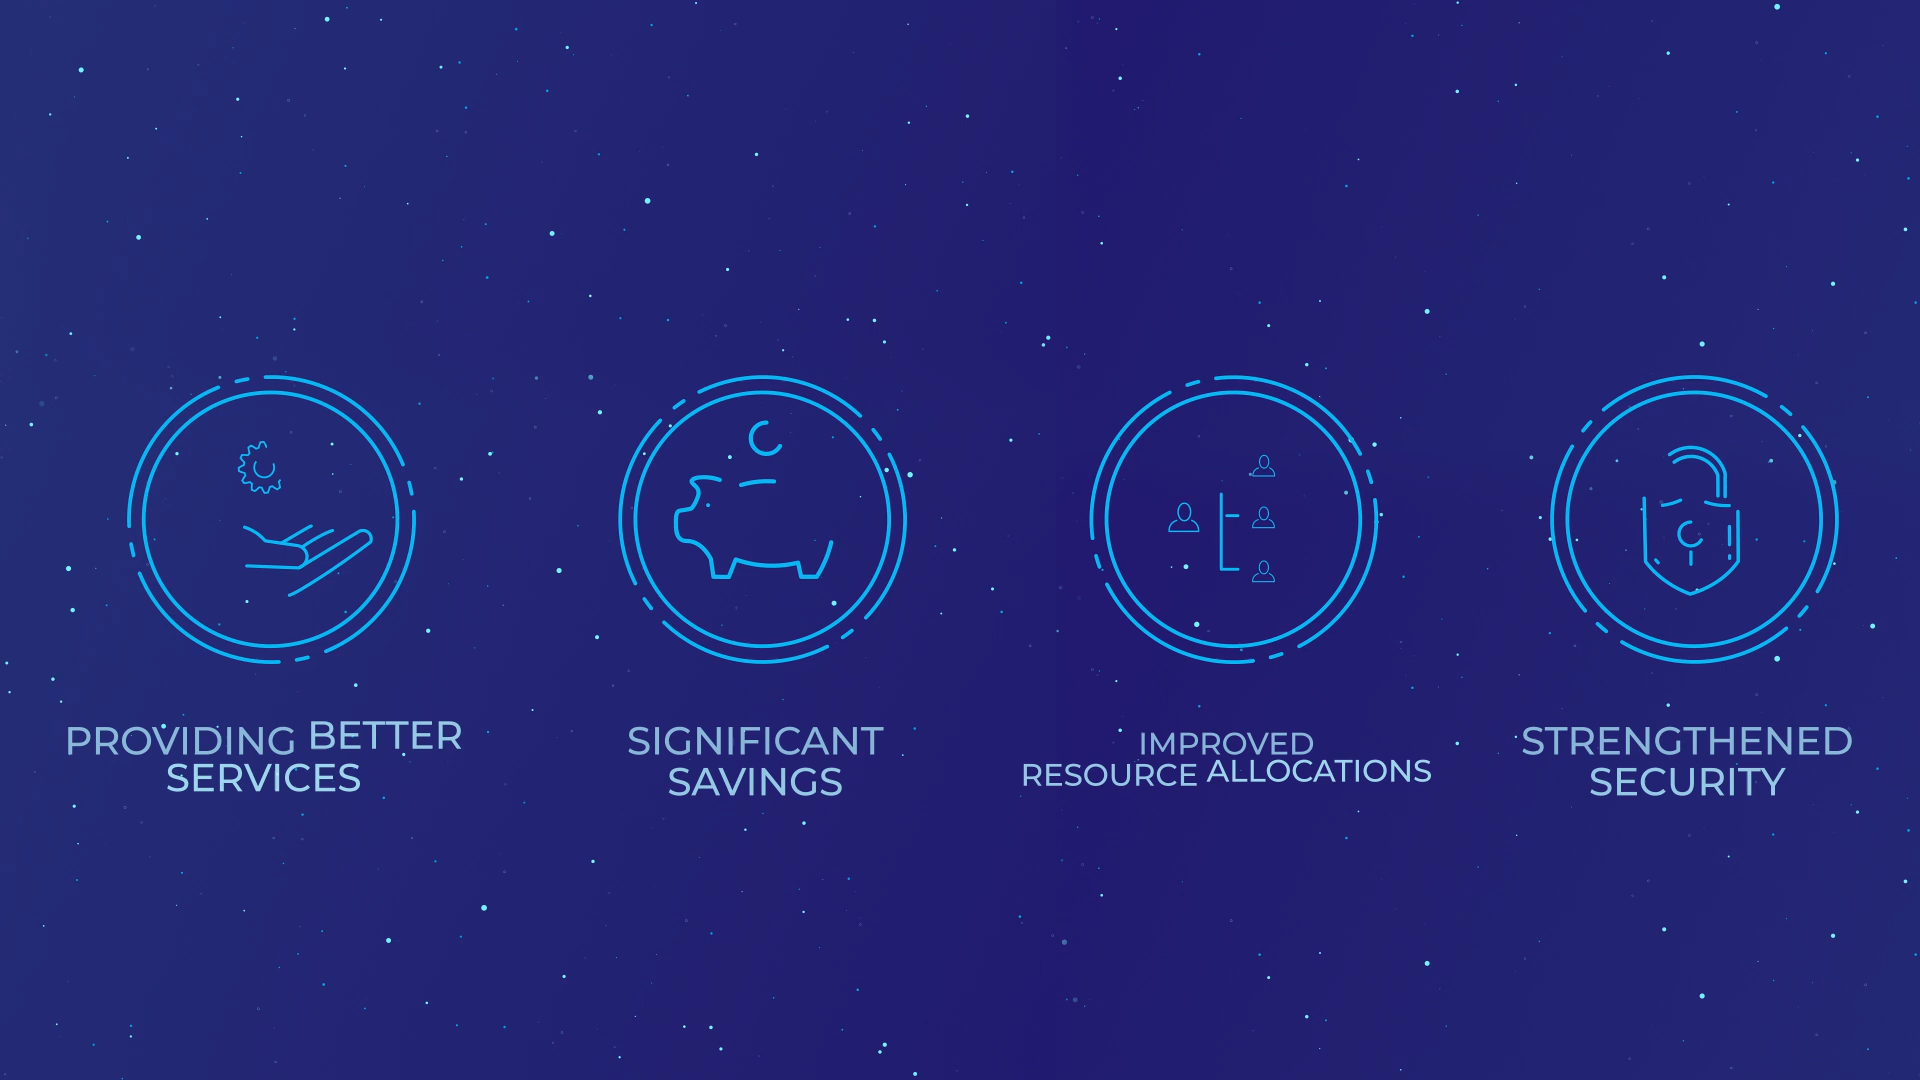 PROVIDING BETTER
SERVICES
SIGNIFICANT
SAVINGS
IMPROVED
RESOURCE ALLOCATIONS
STRENGTHENED
SECURITY